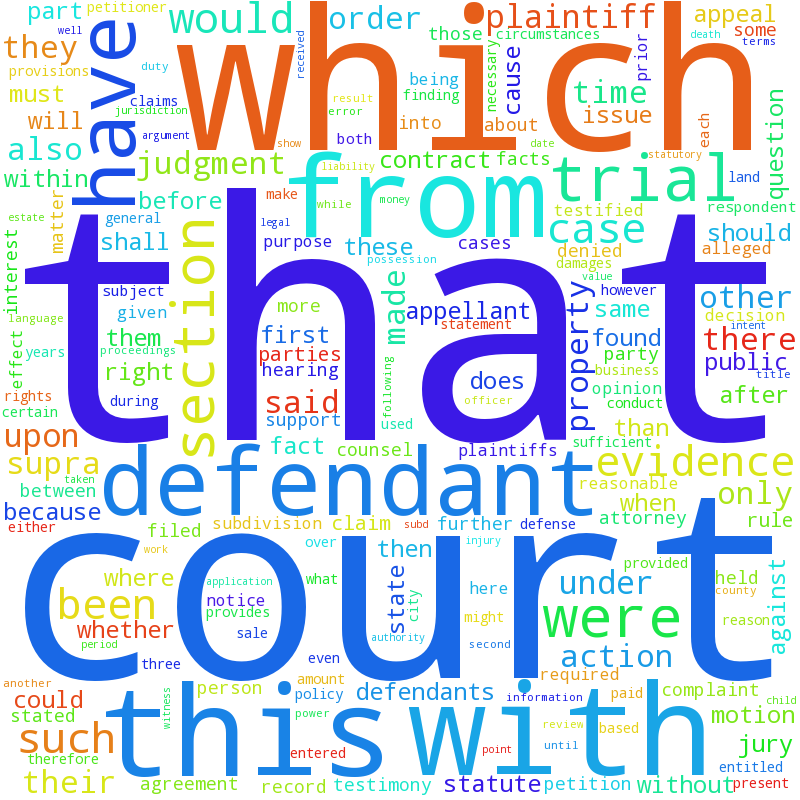 part
petitioner
would
which
order
plaintiff
appeal
they
well
have
received
those
circumstances
some
death
terms
provisions
duty
being
necessary
cause
prior
must
claims
finding
time
jurisdiction
result
error
into
about
issue
will
argument
show
both
date
each
question
also
judgment
contract
facts
statutory
within
liability
from
trial
land
before
make
while
money
testified
respondent
estate
general
legal
case
should
matter
shall
section
purpose
these
cases
denied
alleged
interest
possession
damages
that
value
subject
made
however
other
language
given
more
appellant
property
same
decision
effect
years
them
first
statement
found
there
intent
proceedings
parties
party
public
right
hearing
business
title
rights
during
said
following
does
opinion
conduct
after
certain
support
used
officer
upon
fact
counsel
plaintiffs
sufficient
than
supra
defendant
evidence
between
taken
reasonable
when
only
because
either
filed
subdivision
claim
subd
further
defense
attorney
rule
work
over
then
injury
where
application
what
state
court
here
under
provided
held
against
been
notice
provides
city
might
were
county
reason
whether
period
sale
authority
second
action
three
even
another
person
amount
policy
defendants
required
could
this
with
information
paid
complaint
child
stated
witness
power
review
based
motion
such
therefore
entered
point
until
jury
their
agreement
record
testimony
statute
petition
without
entitled
present